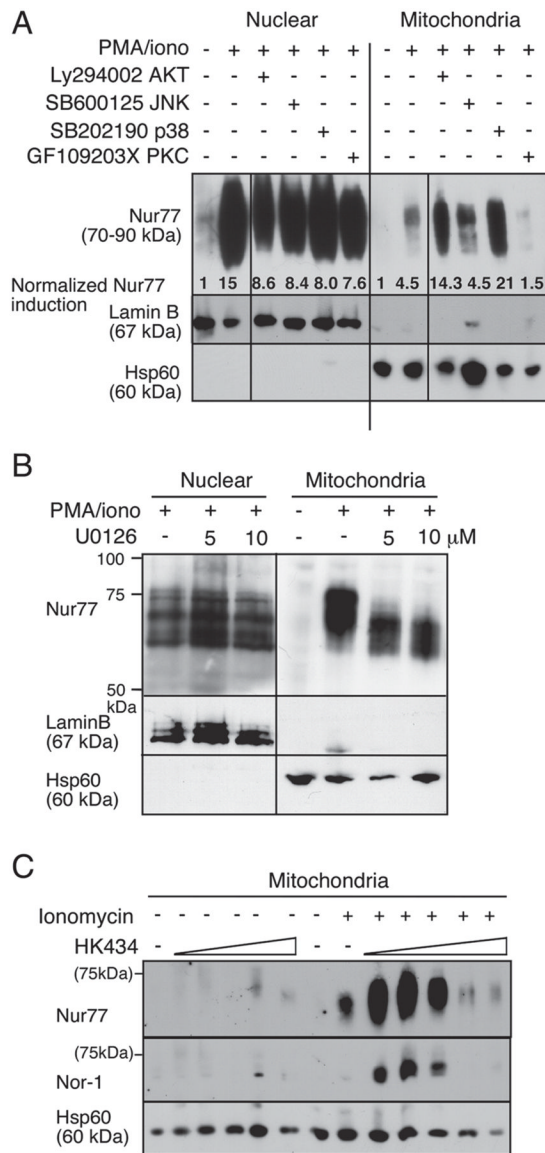 A
Nuclear Mitochondria
PMA/iono - + + + + + - + + + + +
Ly294002 AKT - - + - - - - - + - - -
SB600125 JNK - - - + - - - - - + - -
SB202190 p38 - - - - + - - - - - + -
GF109203X PKC - - - - - + - - - - - +
Nur77
(70-90 kDa)
Normalized Nur77
induction
1 15 8.6 8.4 8.0 7.6 1 4.5 14.3 4.5 21 1.5
Lamin B
(67 kDa)
Hsp60
(60 kDa)
B
Nuclear Mitochondria
PMA/iono + + + - + + +
U0126 - 5 10 - - 5 10 μM
100
Nur77
75
50
kDa
LaminB
(67 kDa)
Hsp60
(60 kDa)
C
Mitochondria
Ionomycin - - - - - - - + + + + + +
HK434 - - -
(75kDa)
Nur77
(75kDa)
Nor-1
Hsp60
(60 kDa)